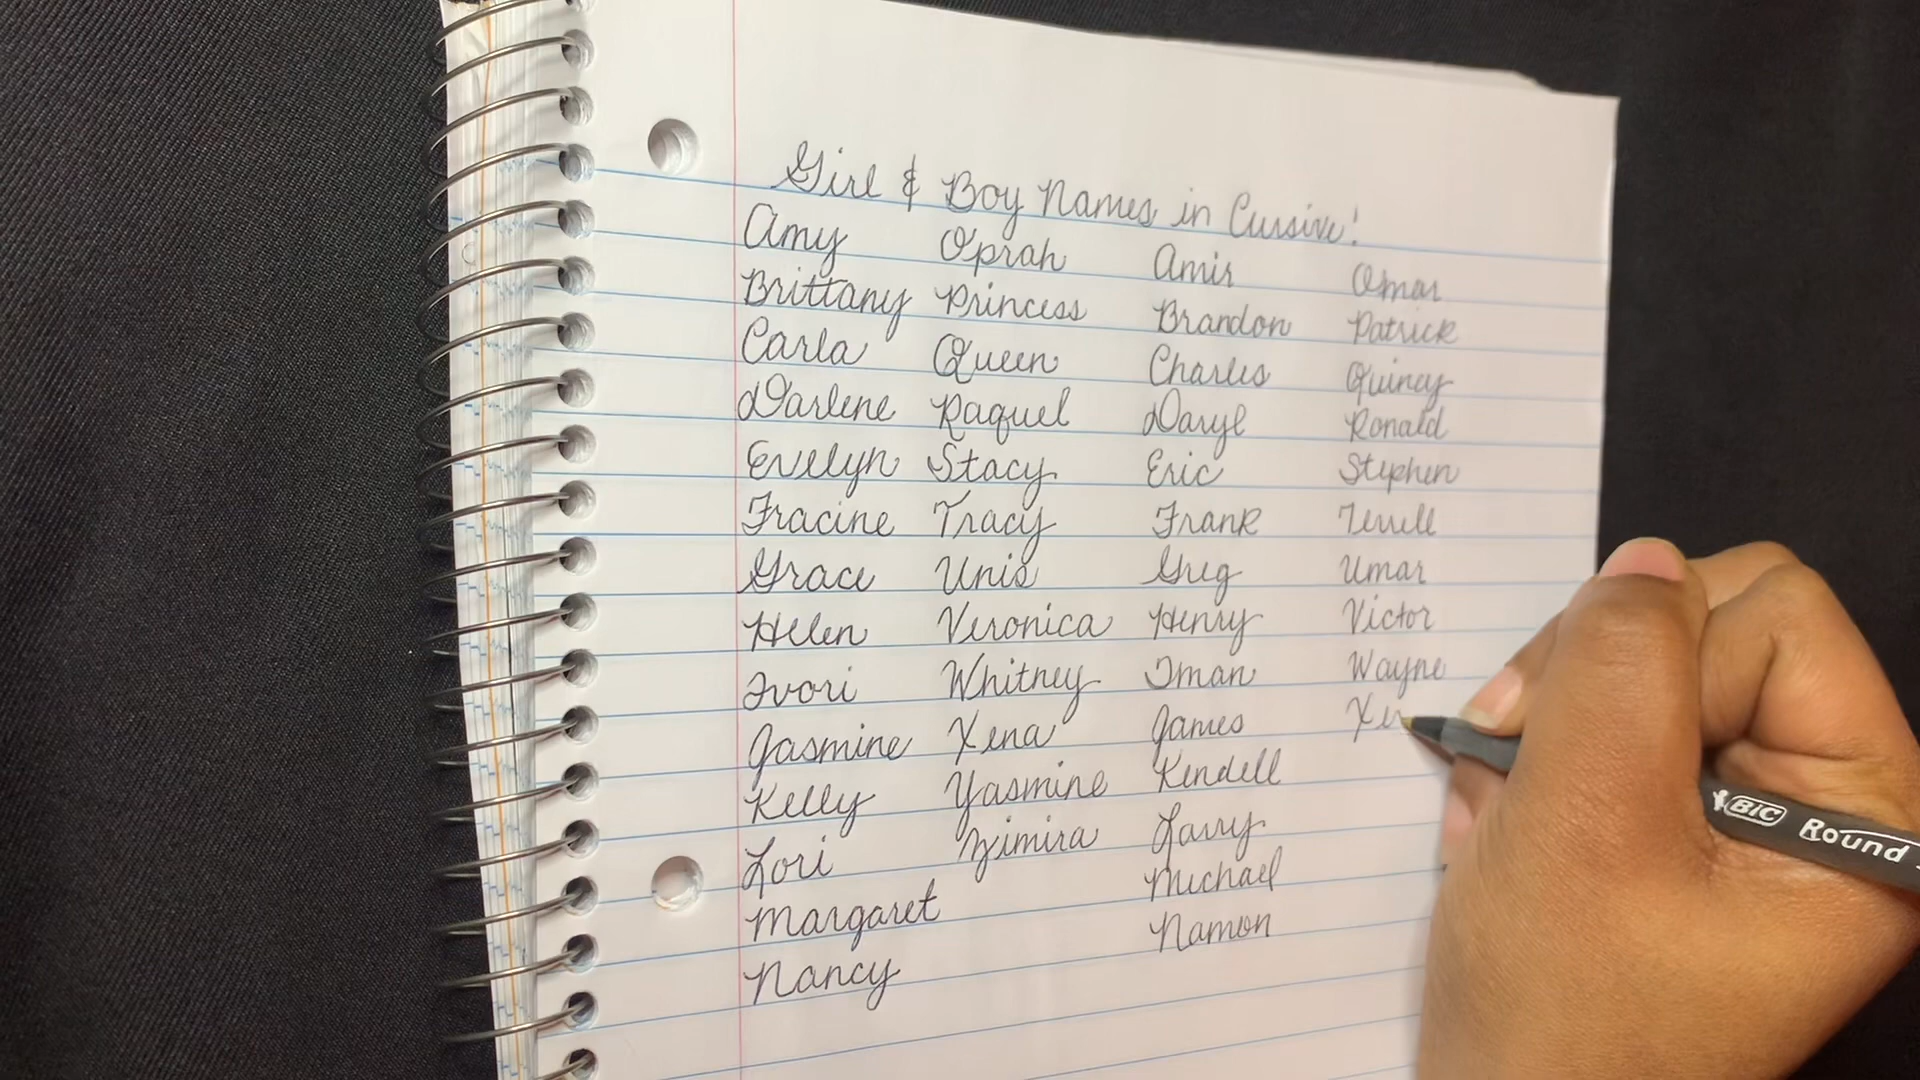 Girl & Boy Names in Cursive!
Amy Oprah Amir Omar
Brittany Princess Brandon Patrick
Carla Queen Charles Quincy
Darlene Raquel Daryl Ronald
Evelyn Stacy Eric Stephen
Fracine Tracy Frank Terrell
Grace Unis Greg Umar
Helen Veronica Henry Victor
Ivori Whitney Iman Wayne
Jasmine Xena James Xer
Kelly Yasmine Kendell
Lori Zimira Larry
Margaret Michael
Nancy Namon
BIC Round